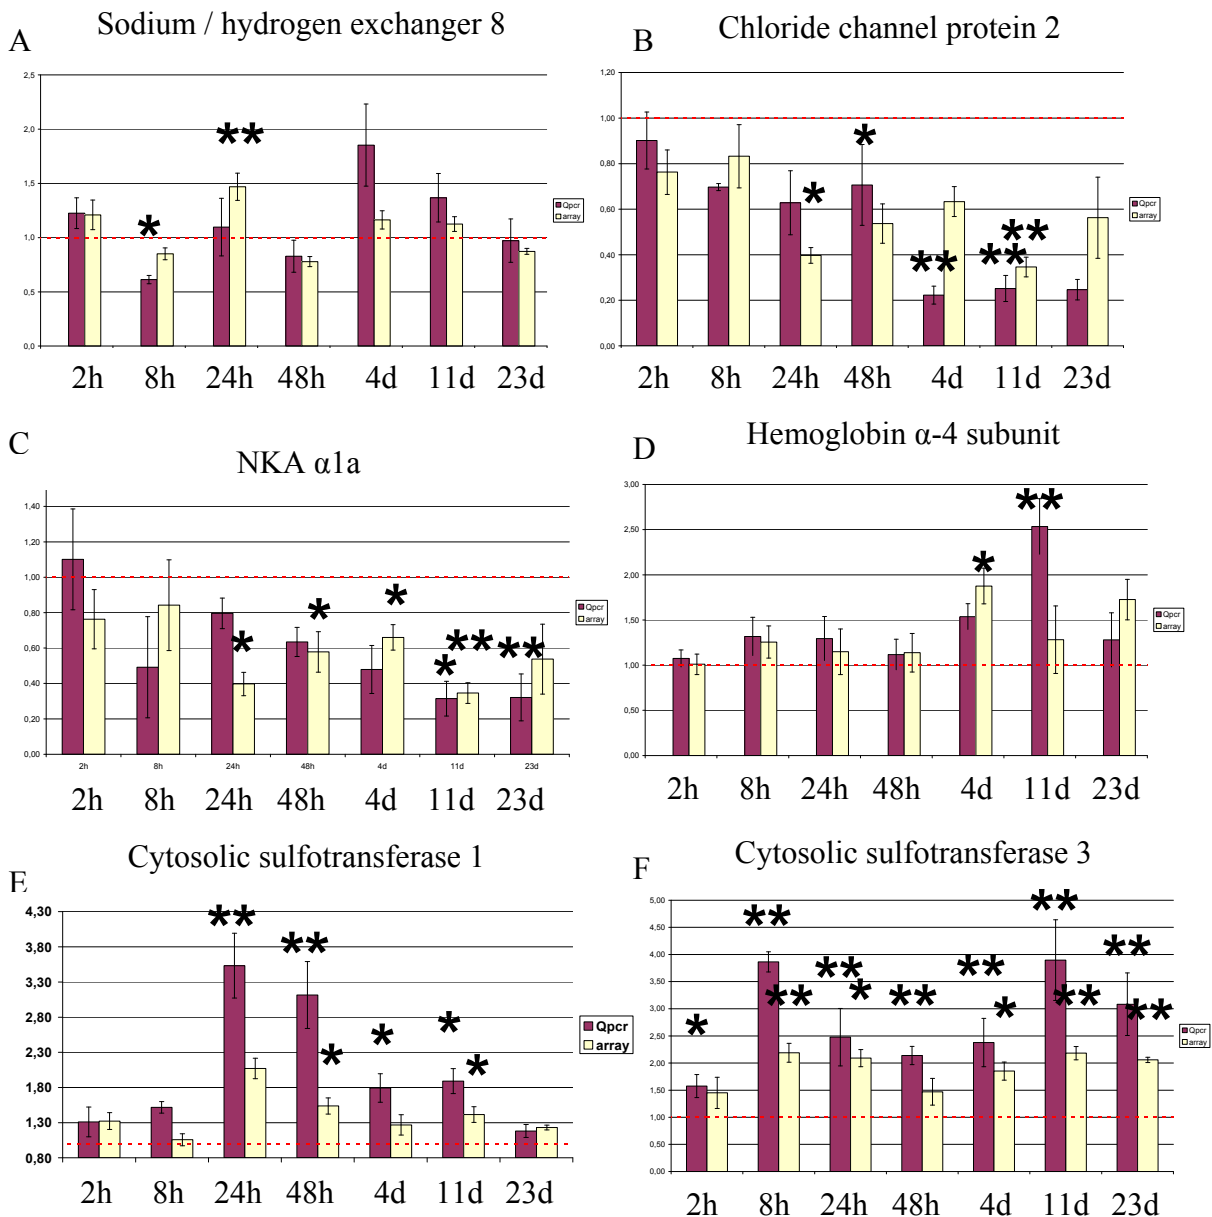 A
Sodium / hydrogen exchanger 8
2,5
2,0
1,5
1,0
0,5
0,0
**
*
Qpcr
array
2h 8h 24h 48h 4d 11d 23d
B
Chloride channel protein 2
1,20
1,00
0,80
0,60
0,40
0,20
0,00
*
*
**
**
**
Qpcr
array
2h 8h 24h 48h 4d 11d 23d
C
NKA α1a
1,40
1,20
1,00
0,80
0,60
0,40
0,20
0,00
*
*
*
*
**
**
Qpcr
array
2h 8h 24h 48h 4d 11d 23d
2h 8h 24h 48h 4d 11d 23d
D
Hemoglobin α-4 subunit
3,00
2,50
2,00
1,50
1,00
0,50
0,00
**
*
Qpcr
array
2h 8h 24h 48h 4d 11d 23d
E
Cytosolic sulfotransferase 1
4,30
3,80
3,30
2,80
2,30
1,80
1,30
0,80
**
**
*
*
*
*
Qpcr
array
2h 8h 24h 48h 4d 11d 23d
F
Cytosolic sulfotransferase 3
5,00
4,50
4,00
3,50
3,00
2,50
2,00
1,50
1,00
0,50
0,00
*
**
**
**
*
**
**
*
**
**
**
**
Qpcr
array
2h 8h 24h 48h 4d 11d 23d